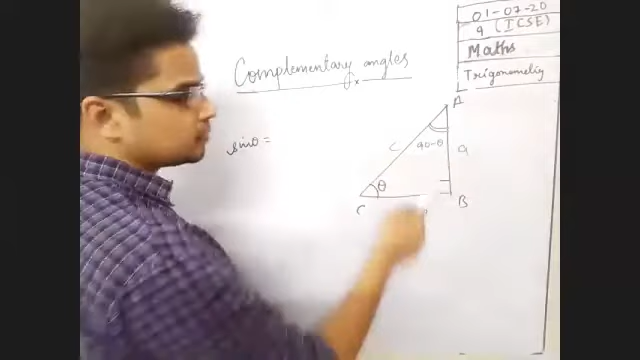 01-07-20
9 (ICSE)
Maths
Trigonometry
Complementary angles
sinθ =
A
90-θ
c
a
θ
C
B